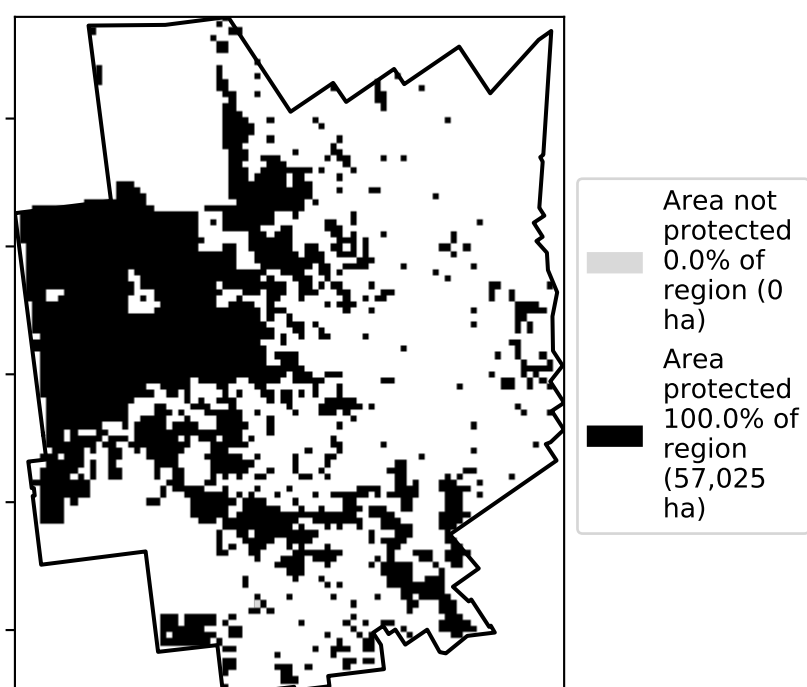 Area not
protected
0.0% of
region (0
ha)
Area
protected
100.0% of
region
(57,025
ha)